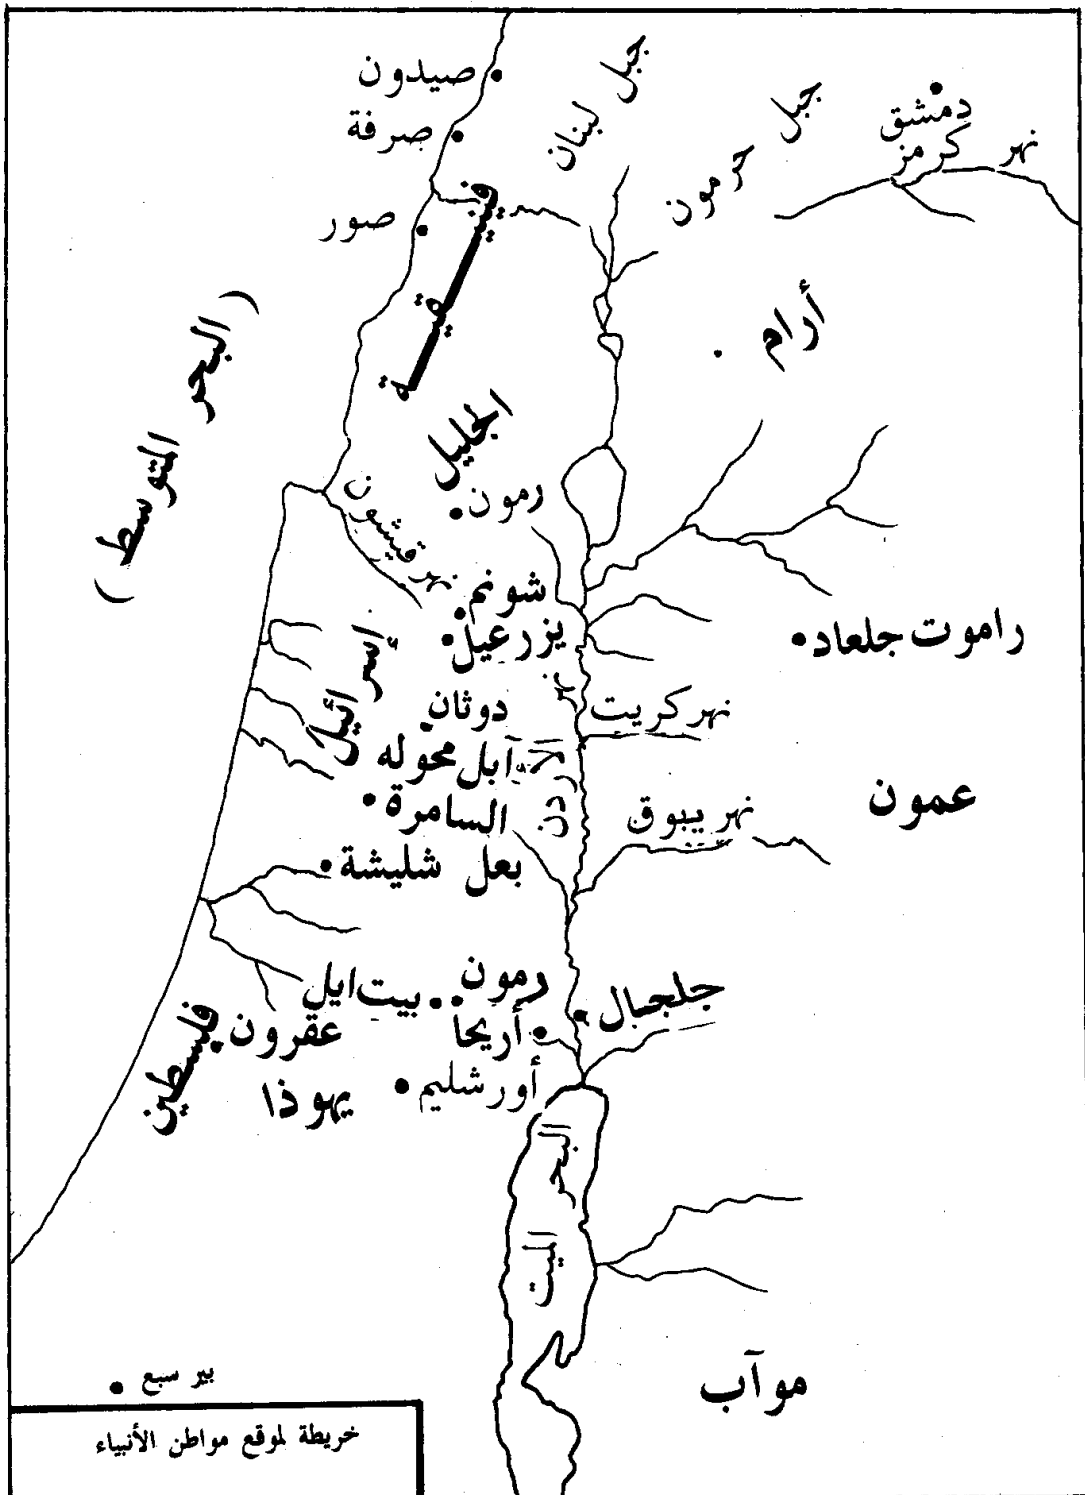 صيدون
صرفة
صور
جبل لبنان
جبل حرمون
دمشق
نهر كرمز
فينيقية
أرام
( البحر المتوسط )
الجليل
رمون
نهر قيشون
شونم
يزرعيل
راموت جلعاد
إسرائيل
دوثان
نهر كريت
آبل محوله
نهر الأردن
السامرة
عمون
نهر يبوق
بعل شليشة
رمون
بيت ايل
جلجال
أريحا
عقرون
فلسطين
أورشليم
يهوذا
البحر الميت
موآب
بير سبع
خريطة لموقع مواطن الأنبياء